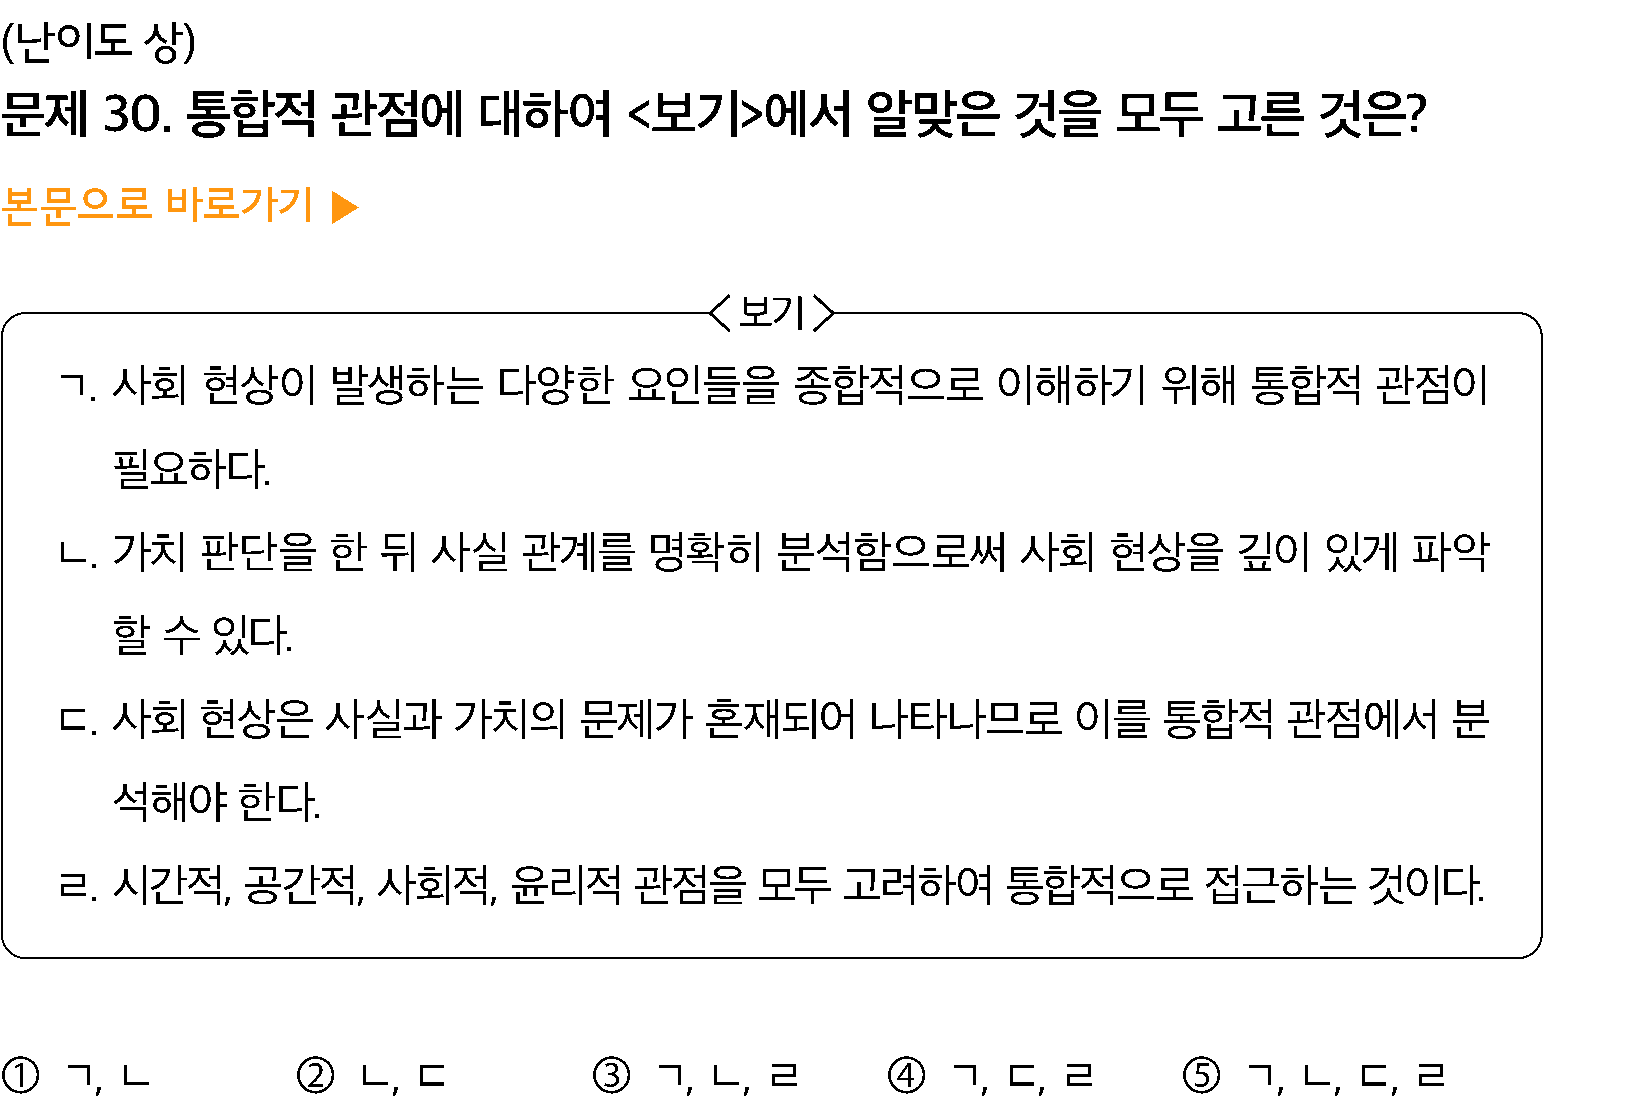 (난이도 상)
문제 30. 통합적 관점에 대하여 <보기>에서 알맞은 것을 모두 고른 것은?
본문으로 바로가기 ▶
<보기>
ㄱ. 사회 현상이 발생하는 다양한 요인들을 종합적으로 이해하기 위해 통합적 관점이
필요하다.
ㄴ. 가치 판단을 한 뒤 사실 관계를 명확히 분석함으로써 사회 현상을 깊이 있게 파악
할 수 있다.
ㄷ. 사회 현상은 사실과 가치의 문제가 혼재되어 나타나므로 이를 통합적 관점에서 분
석해야 한다.
ㄹ. 시간적, 공간적, 사회적, 윤리적 관점을 모두 고려하여 통합적으로 접근하는 것이다.
① ㄱ, ㄴ ② ㄴ, ㄷ ③ ㄱ, ㄴ, ㄹ ④ ㄱ, ㄷ, ㄹ ⑤ ㄱ, ㄴ, ㄷ, ㄹ